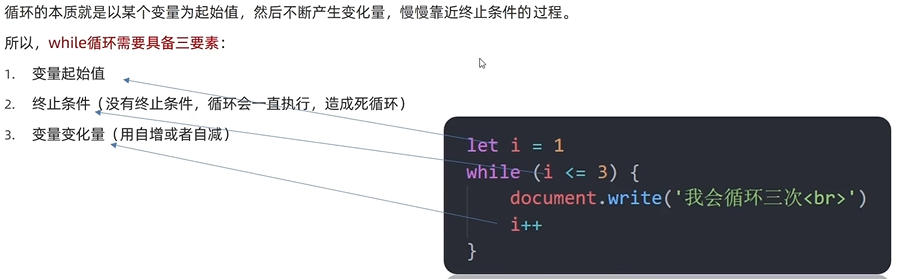 循环的本质就是以某个变量为起始值，然后不断产生变化量，慢慢靠近终止条件的过程。
所以，while循环需要具备三要素：
1. 变量起始值
2. 终止条件（没有终止条件，循环会一直执行，造成死循环）
3. 变量变化量（用自增或者自减）
let i = 1
while (i <= 3) {
document.write('我会循环三次<br>')
i++
}